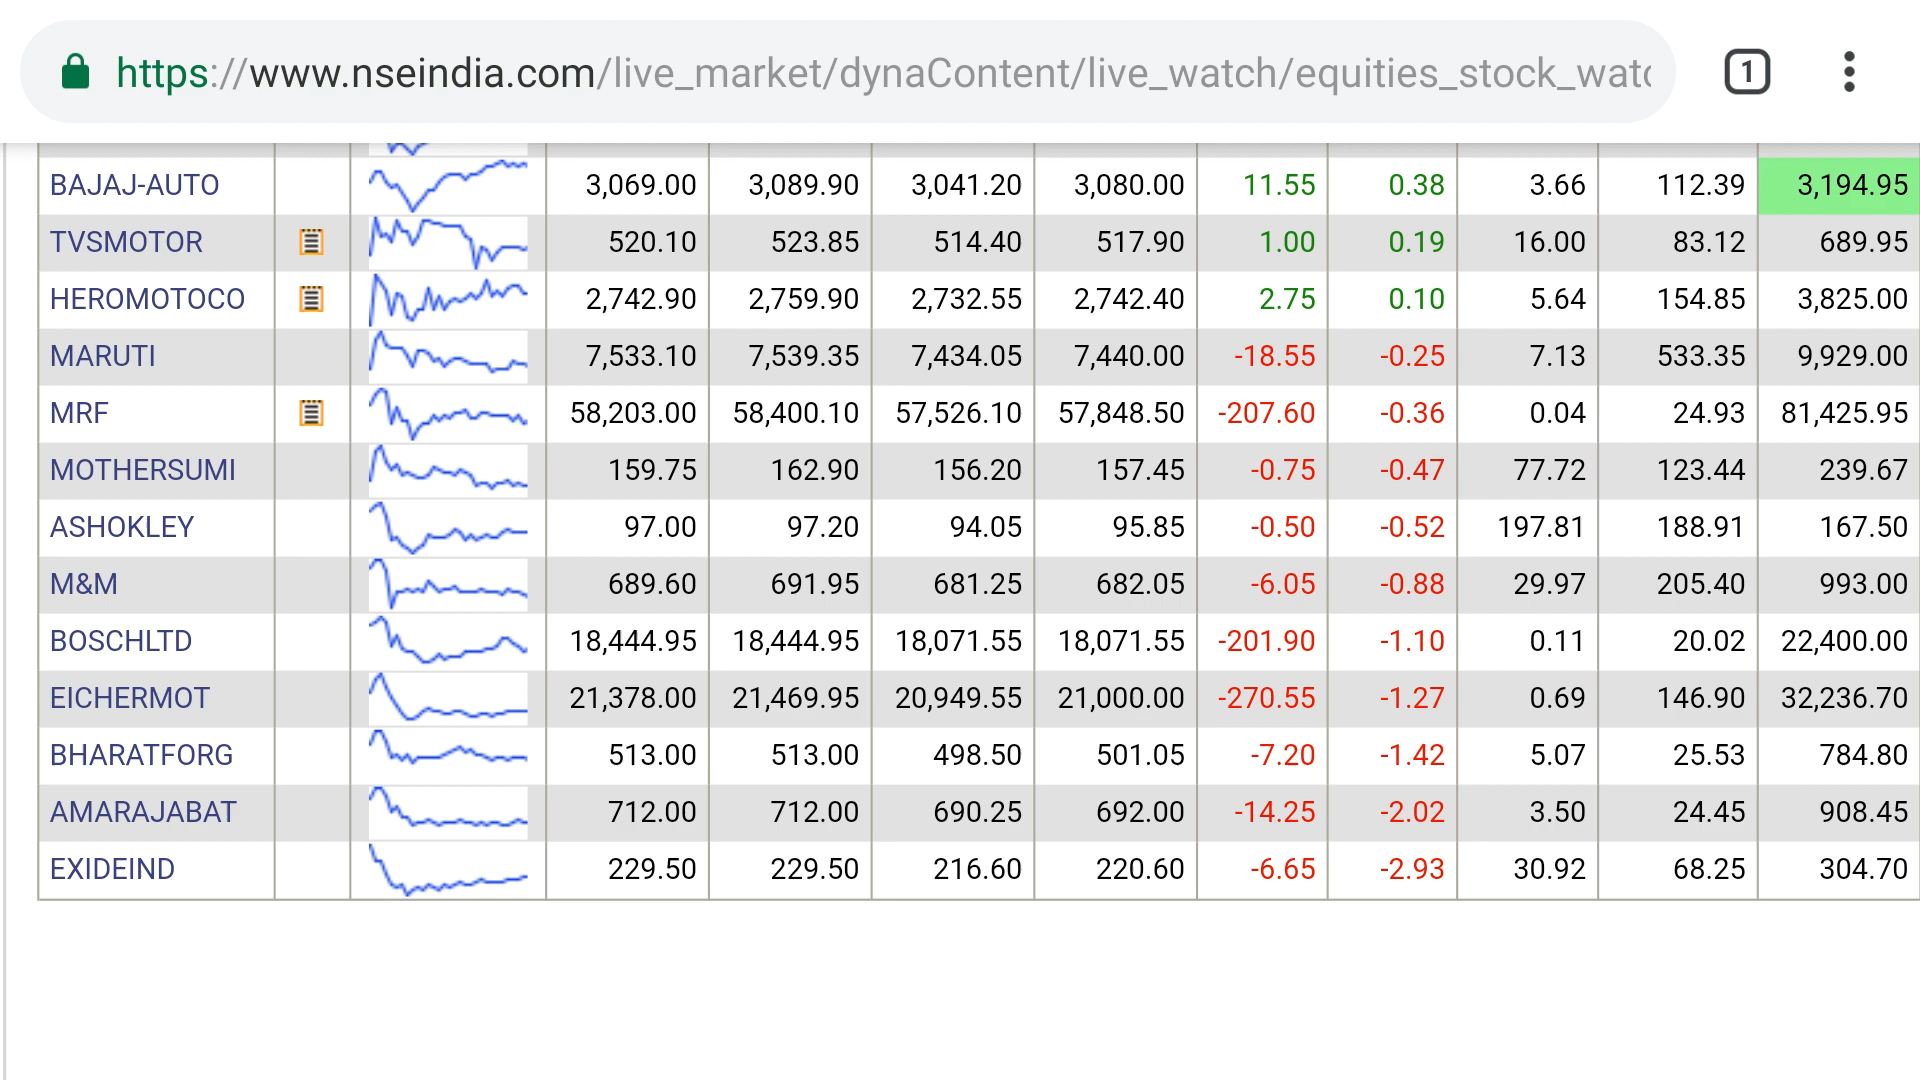 https://www.nseindia.com/live_market/dynaContent/live_watch/equities_stock_watc
1
BAJAJ-AUTO 3,069.00 3,089.90 3,041.20 3,080.00 11.55 0.38 3.66 112.39 3,194.95
TVSMOTOR 520.10 523.85 514.40 517.90 1.00 0.19 16.00 83.12 689.95
HEROMOTOCO 2,742.90 2,759.90 2,732.55 2,742.40 2.75 0.10 5.64 154.85 3,825.00
MARUTI 7,533.10 7,539.35 7,434.05 7,440.00 -18.55 -0.25 7.13 533.35 9,929.00
MRF 58,203.00 58,400.10 57,526.10 57,848.50 -207.60 -0.36 0.04 24.93 81,425.95
MOTHERSUMI 159.75 162.90 156.20 157.45 -0.75 -0.47 77.72 123.44 239.67
ASHOKLEY 97.00 97.20 94.05 95.85 -0.50 -0.52 197.81 188.91 167.50
M&M 689.60 691.95 681.25 682.05 -6.05 -0.88 29.97 205.40 993.00
BOSCHLTD 18,444.95 18,444.95 18,071.55 18,071.55 -201.90 -1.10 0.11 20.02 22,400.00
EICHERMOT 21,378.00 21,469.95 20,949.55 21,000.00 -270.55 -1.27 0.69 146.90 32,236.70
BHARATFORG 513.00 513.00 498.50 501.05 -7.20 -1.42 5.07 25.53 784.80
AMARAJABAT 712.00 712.00 690.25 692.00 -14.25 -2.02 3.50 24.45 908.45
EXIDEIND 229.50 229.50 216.60 220.60 -6.65 -2.93 30.92 68.25 304.70